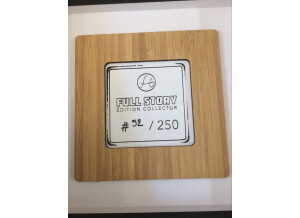 FULL STORY
EDITION COLLECTOR
# 52 / 250